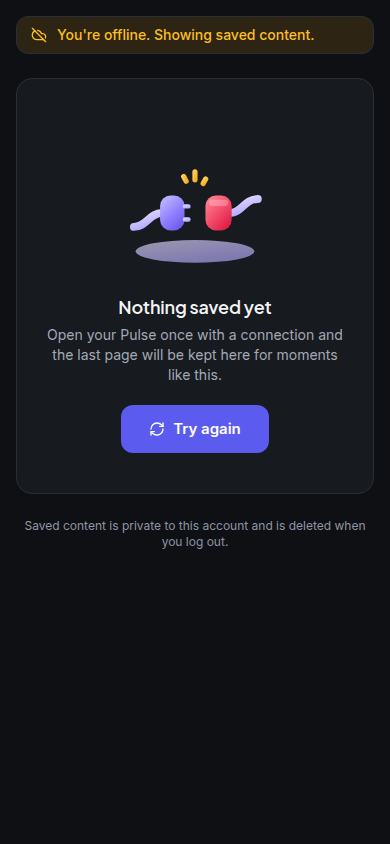 You're offline. Showing saved content.
Nothing saved yet
Open your Pulse once with a connection and
the last page will be kept here for moments
like this.
Try again
Saved content is private to this account and is deleted when
you log out.